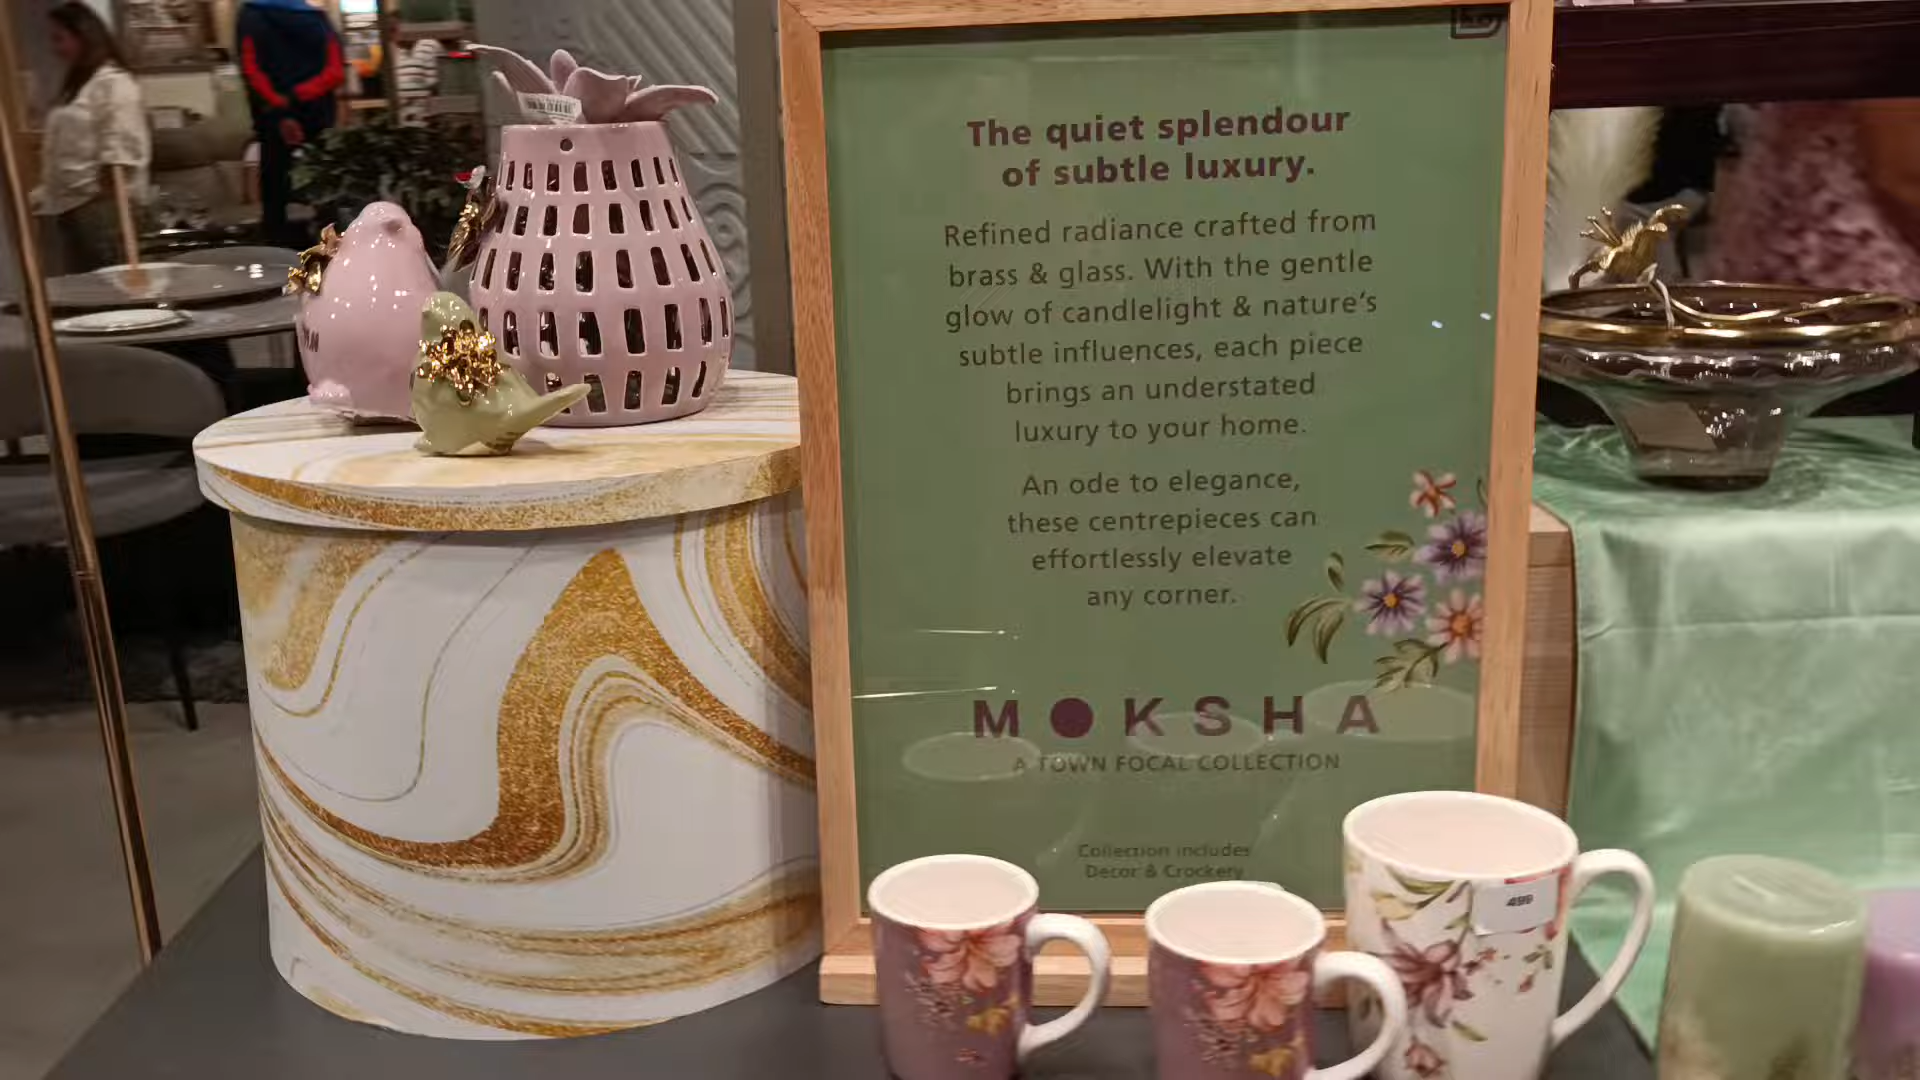 The quiet splendour
of subtle luxury.
Refined radiance crafted from
brass & glass. With the gentle
glow of candlelight & nature's
subtle influences, each piece
brings an understated
luxury to your home.
An ode to elegance,
these centrepieces can
effortlessly elevate
any corner.
MOKSHA
A TOWN FOCAL COLLECTION
Collection includes
Decor & Crockery
499